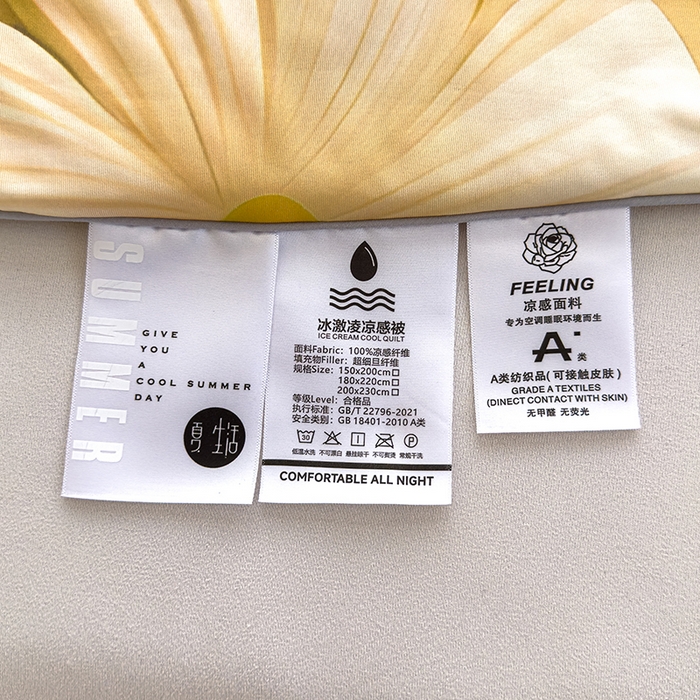 SUMMER
GIVE
YOU
A
COOL SUMMER
DAY
夏生活
冰激凌凉感被
ICE CREAM COOL QUILT
面料Fabric: 100%凉感纤维
填充物Filler: 超细旦纤维
规格Size: 150x200cm□
180x220cm□
200x230cm□
等级Level: 合格品
执行标准: GB/T 22796-2021
安全类别: GB 18401-2010 A类
30 P
低温水洗 不可漂白 悬挂晾干 不可熨烫 常规干洗
COMFORTABLE ALL NIGHT
FEELING
凉感面料
专为空调睡眠环境而生
A类
A类纺织品(可接触皮肤)
GRADE A TEXTILES
(DIRECT CONTACT WITH SKIN)
无甲醛 无荧光